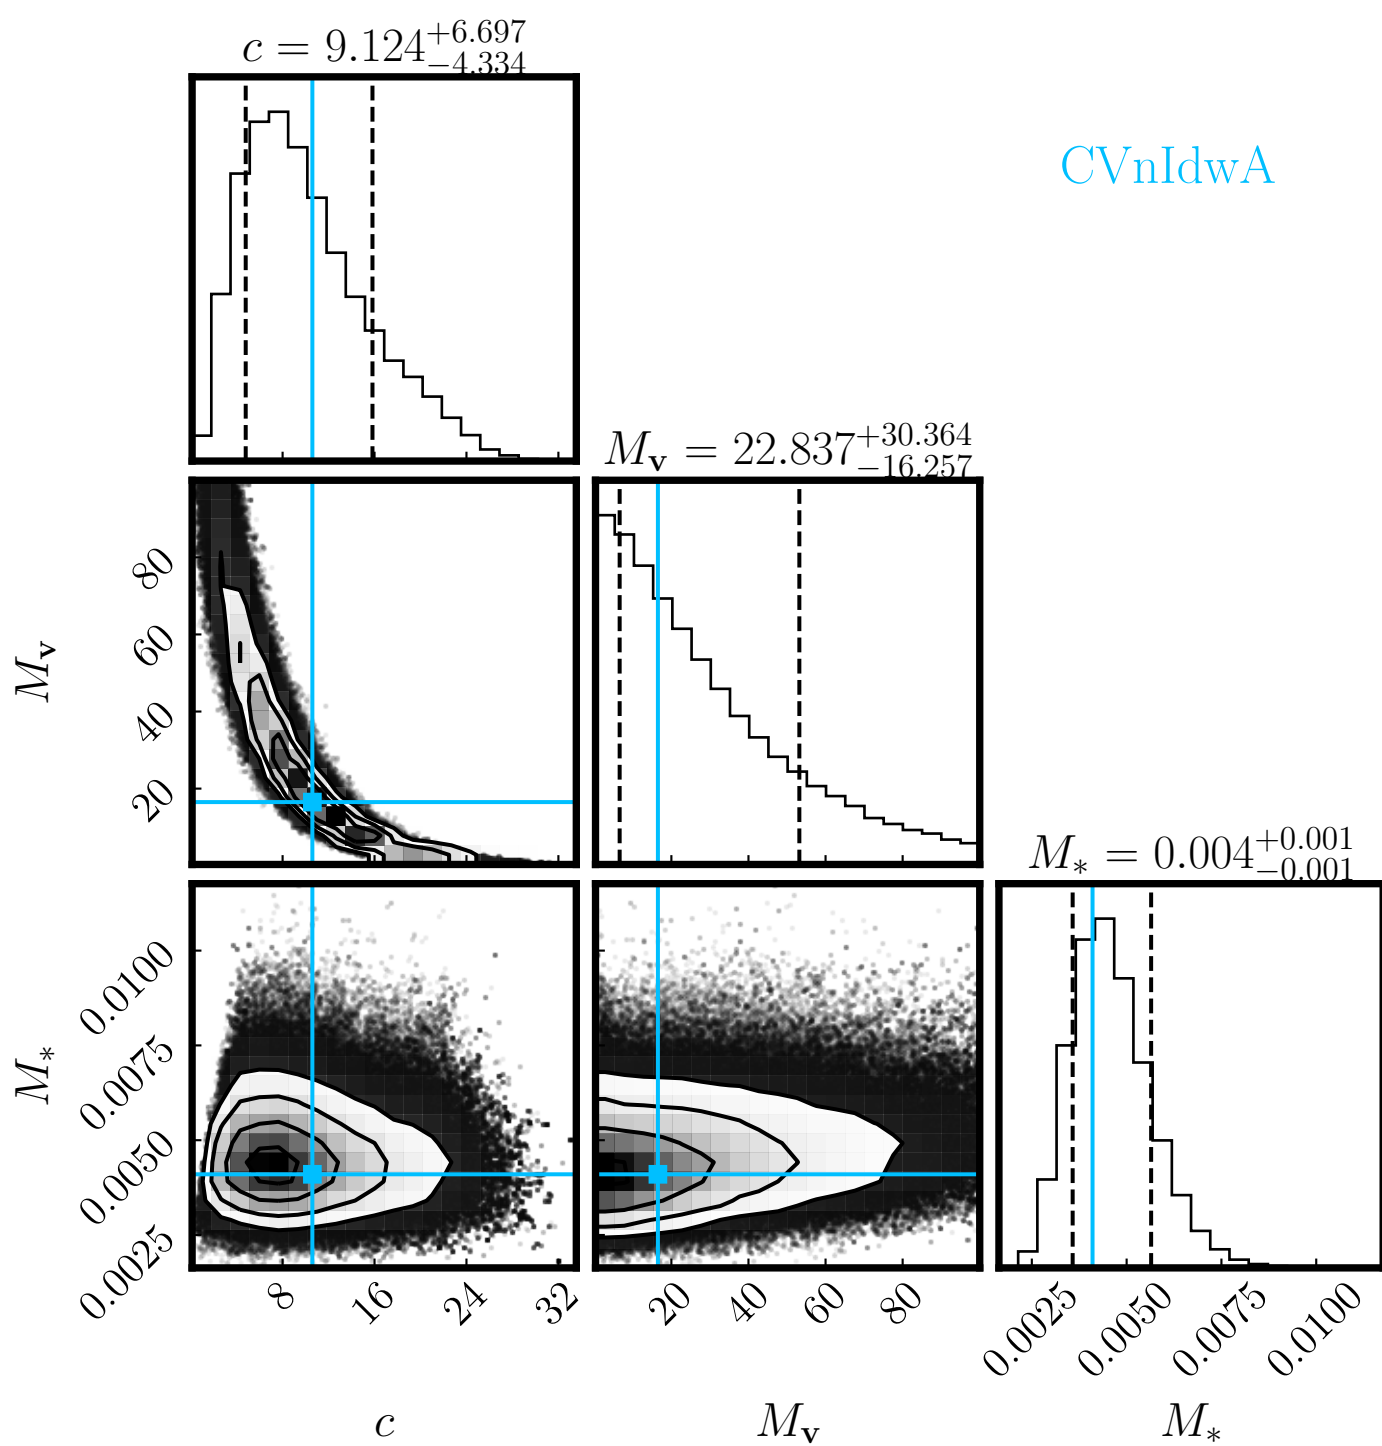 c = 9.124^{+6.697}_{-4.334}
CVnIdwA
M_v = 22.837^{+30.364}_{-16.257}
M_v
80
60
40
20
M_* = 0.004^{+0.001}_{-0.001}
M_*
0.0100
0.0075
0.0050
0.0025
8 16 24 32
20 40 60 80
0.0025 0.0050 0.0075 0.0100
c M_v M_*